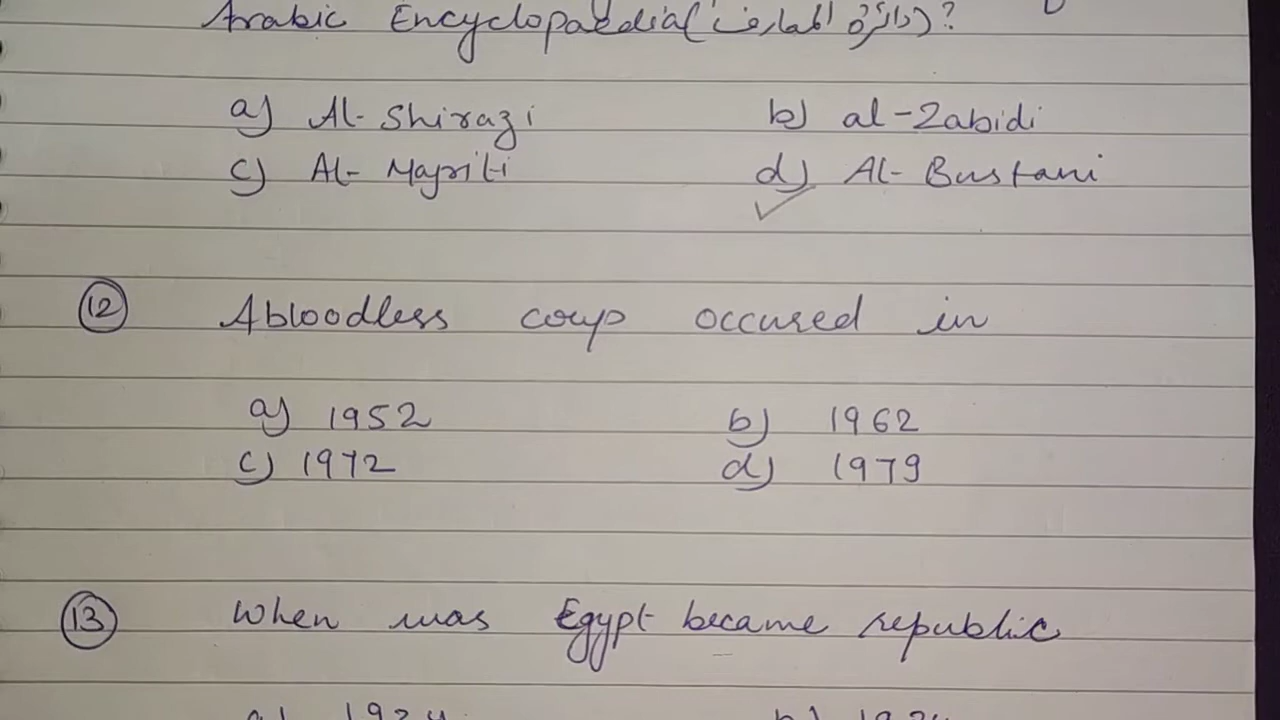 Arabic Encyclopaedia (دائرة المعارف)?
a) Al-Shirazi b) al-Zabidi
c) Al-Majriti d) Al-Bustani
12 A bloodless coup occured in
a) 1952 b) 1962
c) 1972 d) 1979
13 When was Egypt became republic